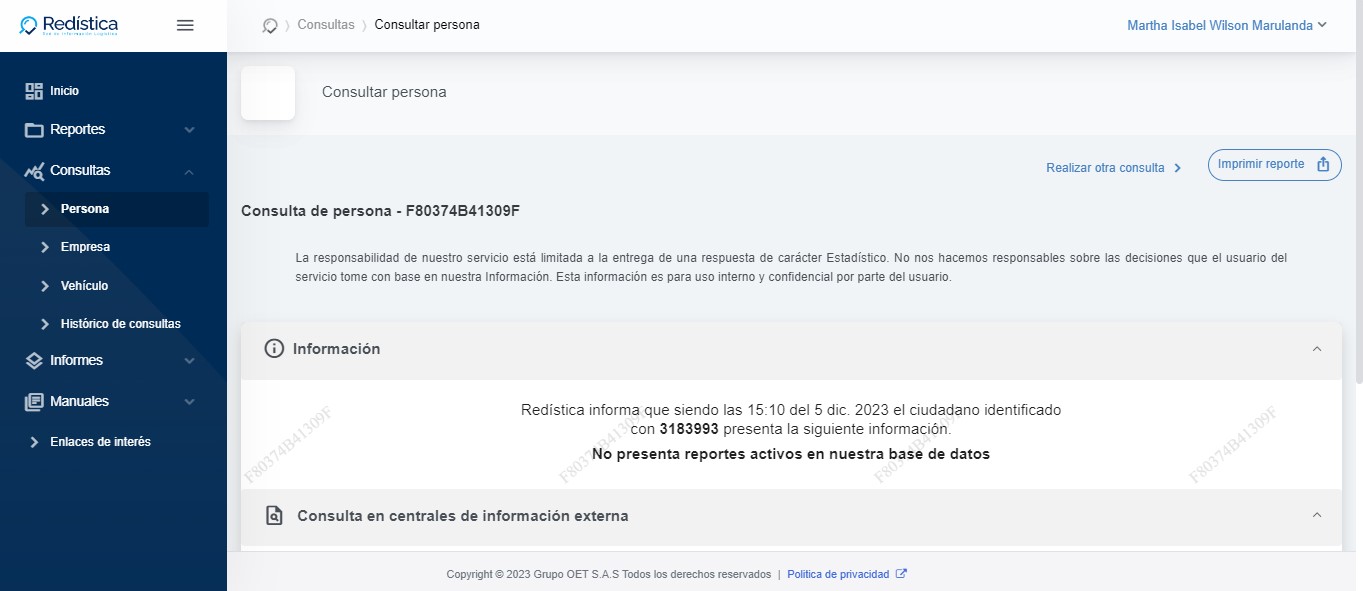 Redística
Red de Información Logística
Consultas
Consultar persona
Martha Isabel Wilson Marulanda
Inicio
Reportes
Consultas
Persona
Empresa
Vehículo
Histórico de consultas
Informes
Manuales
Enlaces de interés
Consultar persona
Realizar otra consulta
Imprimir reporte
Consulta de persona - F80374B41309F
La responsabilidad de nuestro servicio está limitada a la entrega de una respuesta de carácter Estadístico. No nos hacemos responsables sobre las decisiones que el usuario del
servicio tome con base en nuestra Información. Esta información es para uso interno y confidencial por parte del usuario.
Información
Redística informa que siendo las 15:10 del 5 dic. 2023 el ciudadano identificado
con 3183993 presenta la siguiente información.
No presenta reportes activos en nuestra base de datos
F80374B41309F
F80374B41309F
F80374B41309F
F80374B41309F
Consulta en centrales de información externa
Copyright © 2023 Grupo OET S.A.S Todos los derechos reservados | Politica de privacidad